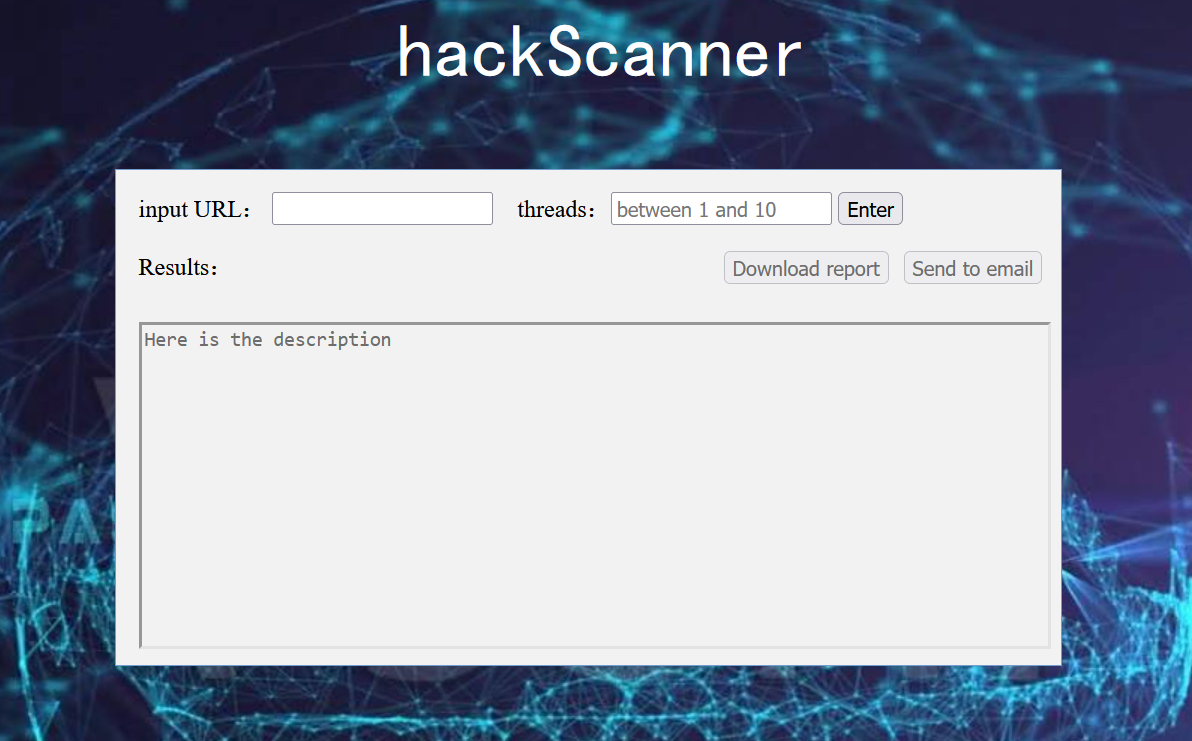 hackScanner
input URL： threads： between 1 and 10 Enter
Results： Download report Send to email
Here is the description